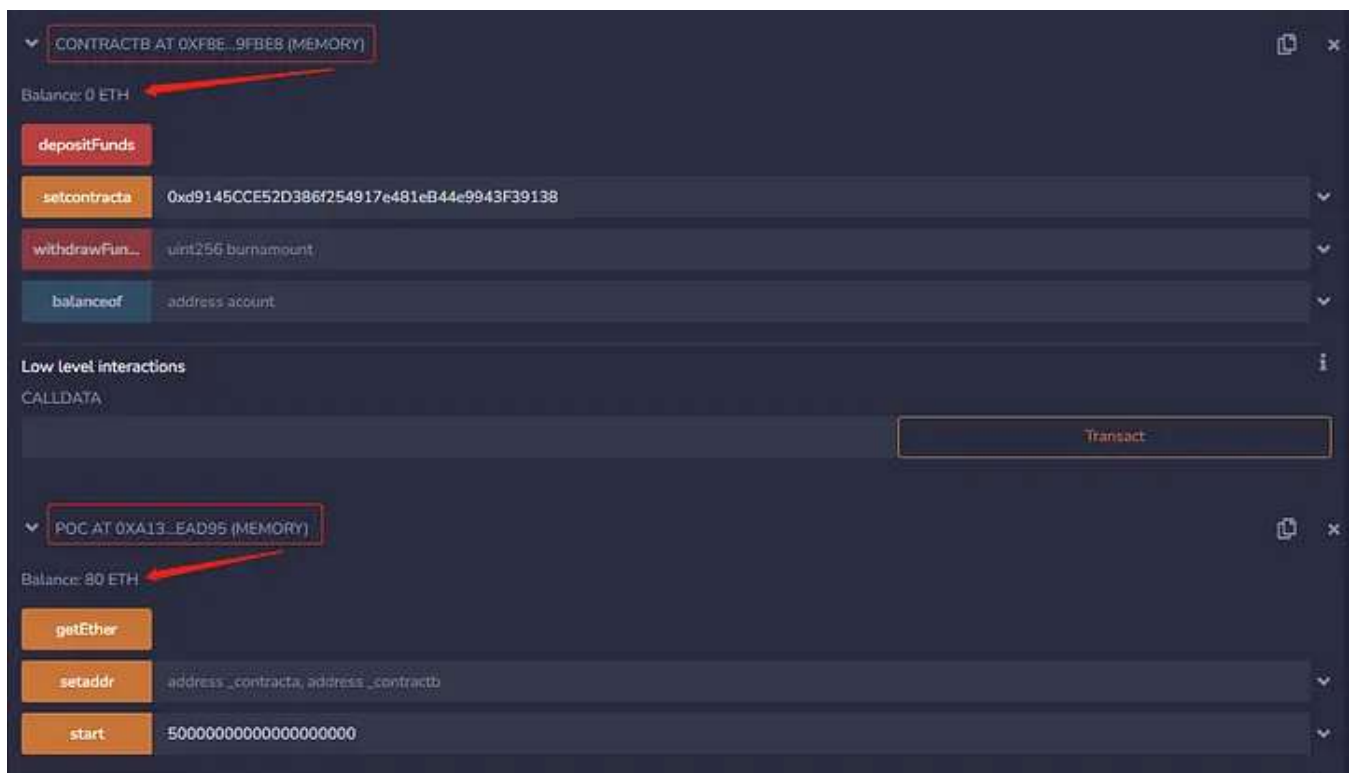 CONTRACTB AT 0XF8E...9FBE8 (MEMORY)
Balance: 0 ETH
depositFunds
setcontracta 0xd9145CCE52D386f254917e481eB44e9943F39138
withdrawFun... uint256 burnamount
balanceof address acount
Low level interactions
CALLDATA
Transact
POC AT 0XA13...EAD95 (MEMORY)
Balance: 80 ETH
getEther
setaddr address _contracta, address _contractb
start 50000000000000000000